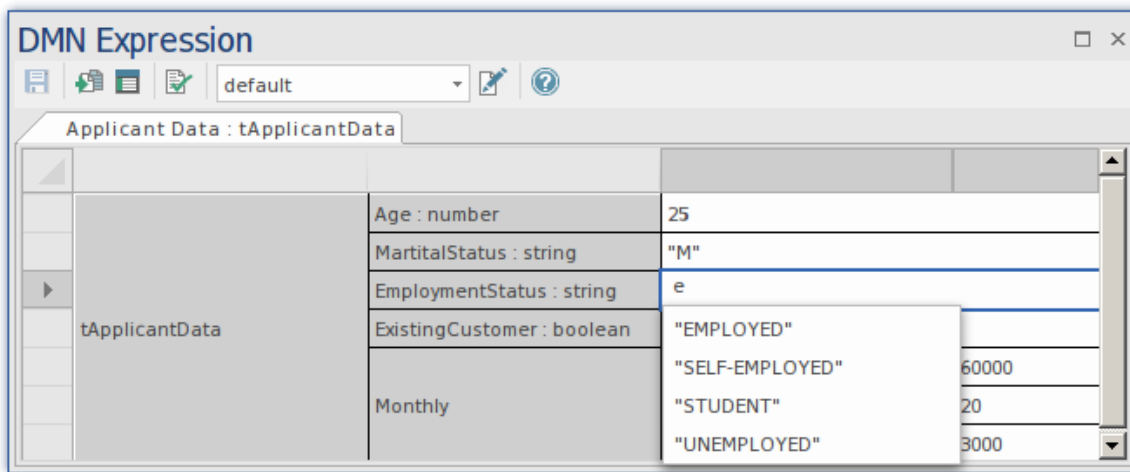 DMN Expression
default
Applicant Data : tApplicantData
Age : number 25
MartitalStatus : string "M"
EmploymentStatus : string e
tApplicantData ExistingCustomer : boolean "EMPLOYED"
"SELF-EMPLOYED" 60000
Monthly "STUDENT" 20
"UNEMPLOYED" 3000